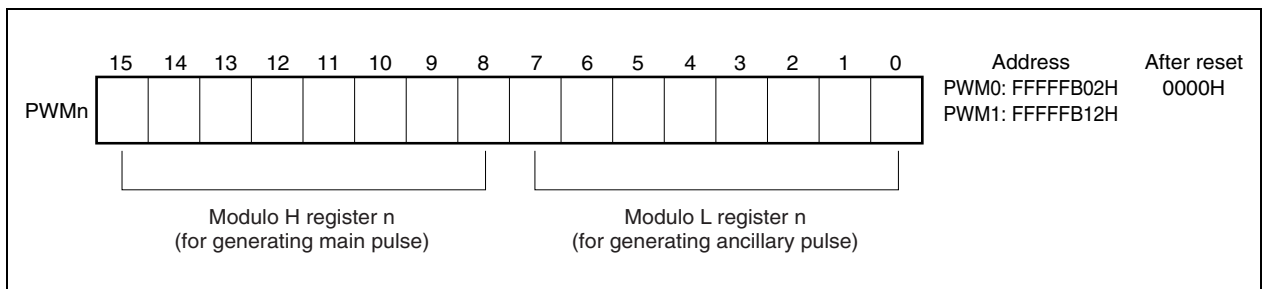 15 14 13 12 11 10 9 8 7 6 5 4 3 2 1 0 Address After reset
PWM0: FFFFFB02H 0000H
PWMn PWM1: FFFFFB12H
Modulo H register n Modulo L register n
(for generating main pulse) (for generating ancillary pulse)